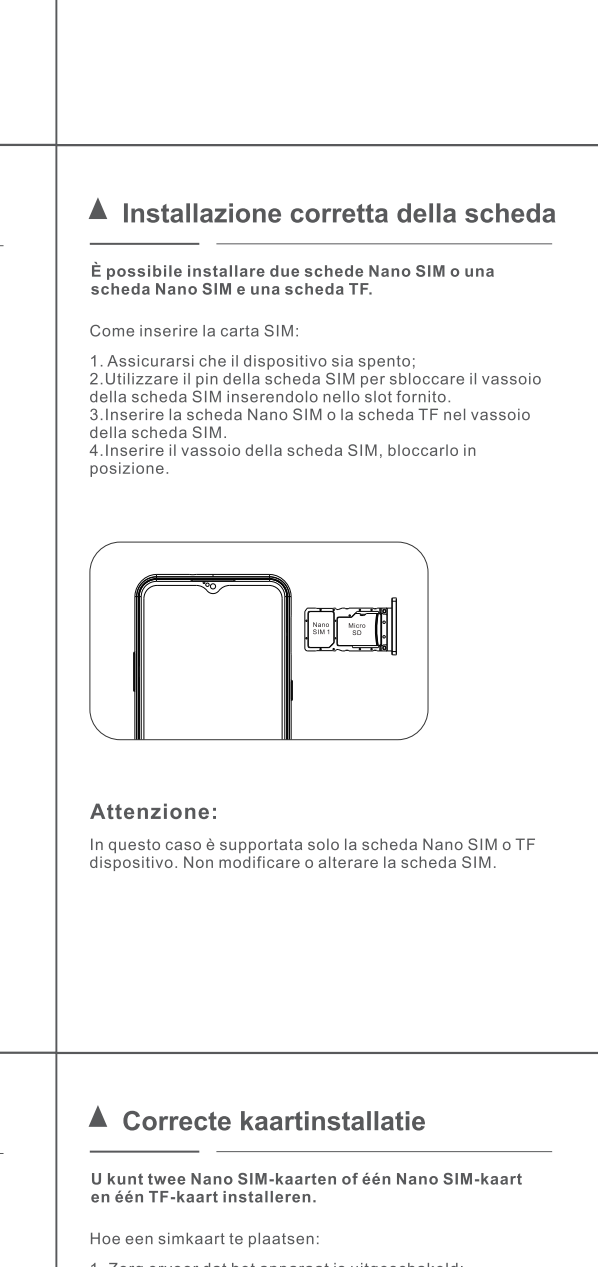 Installazione corretta della scheda
È possibile installare due schede Nano SIM o una
scheda Nano SIM e una scheda TF.
Come inserire la carta SIM:
1. Assicurarsi che il dispositivo sia spento;
2.Utilizzare il pin della scheda SIM per sbloccare il vassoio
della scheda SIM inserendolo nello slot fornito.
3.Inserire la scheda Nano SIM o la scheda TF nel vassoio
della scheda SIM.
4.Inserire il vassoio della scheda SIM, bloccarlo in
posizione.
Nano
SIM 1
Micro
SD
Attenzione:
In questo caso è supportata solo la scheda Nano SIM o TF
dispositivo. Non modificare o alterare la scheda SIM.
Correcte kaartinstallatie
U kunt twee Nano SIM-kaarten of één Nano SIM-kaart
en één TF-kaart installeren.
Hoe een simkaart te plaatsen: